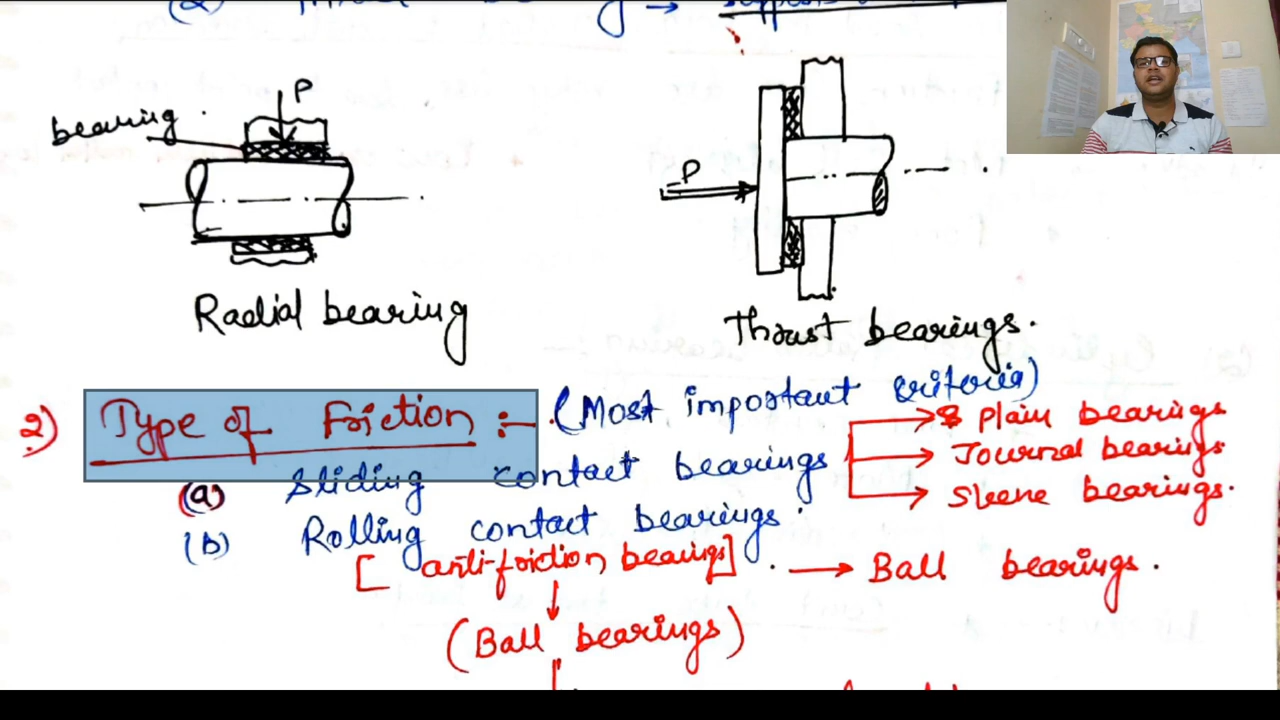 bearing
P
P
Radial bearing
Thrust bearings.
2) Type of Friction :- (Most important criteria)
(a) Sliding contact bearings
Plain bearings
Journal bearings
Sleeve bearings.
(b) Rolling contact bearings.
[anti-friction bearings]. → Ball bearings.
(Ball bearings)